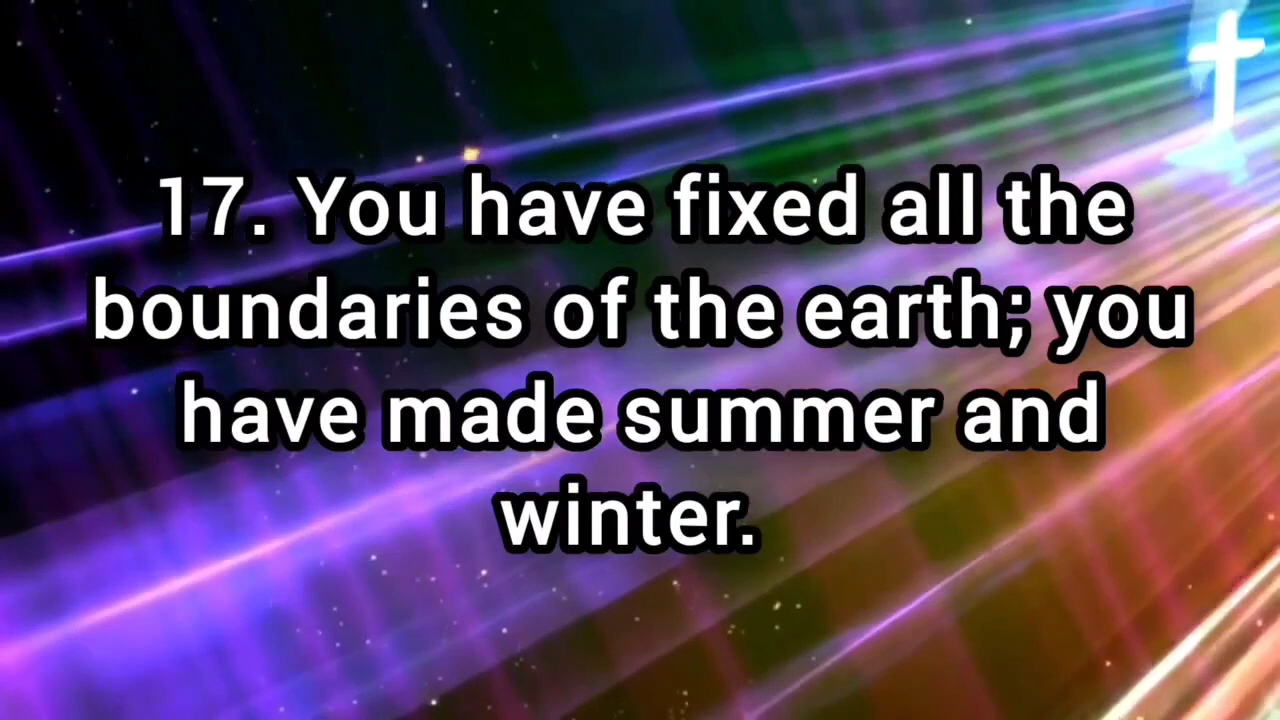 17. You have fixed all the
boundaries of the earth; you
have made summer and
winter.